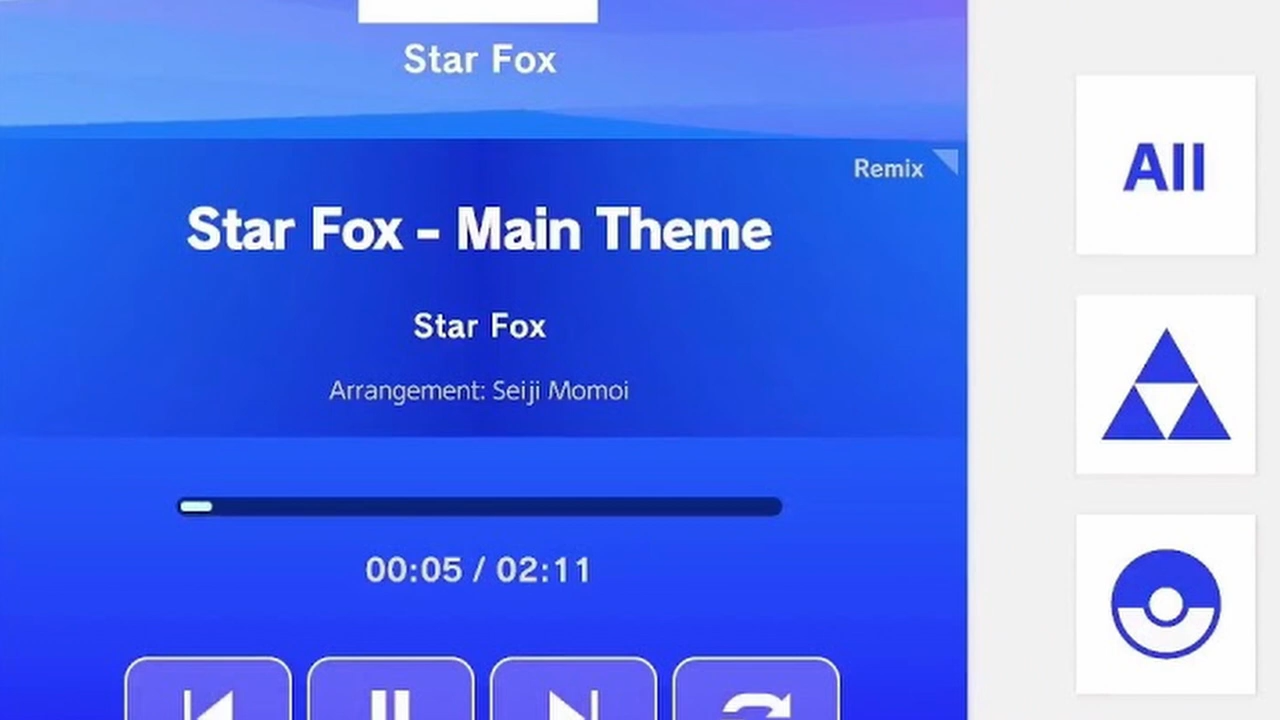 Star Fox
Remix
Star Fox - Main Theme
Star Fox
Arrangement: Seiji Momoi
00:05 / 02:11
All